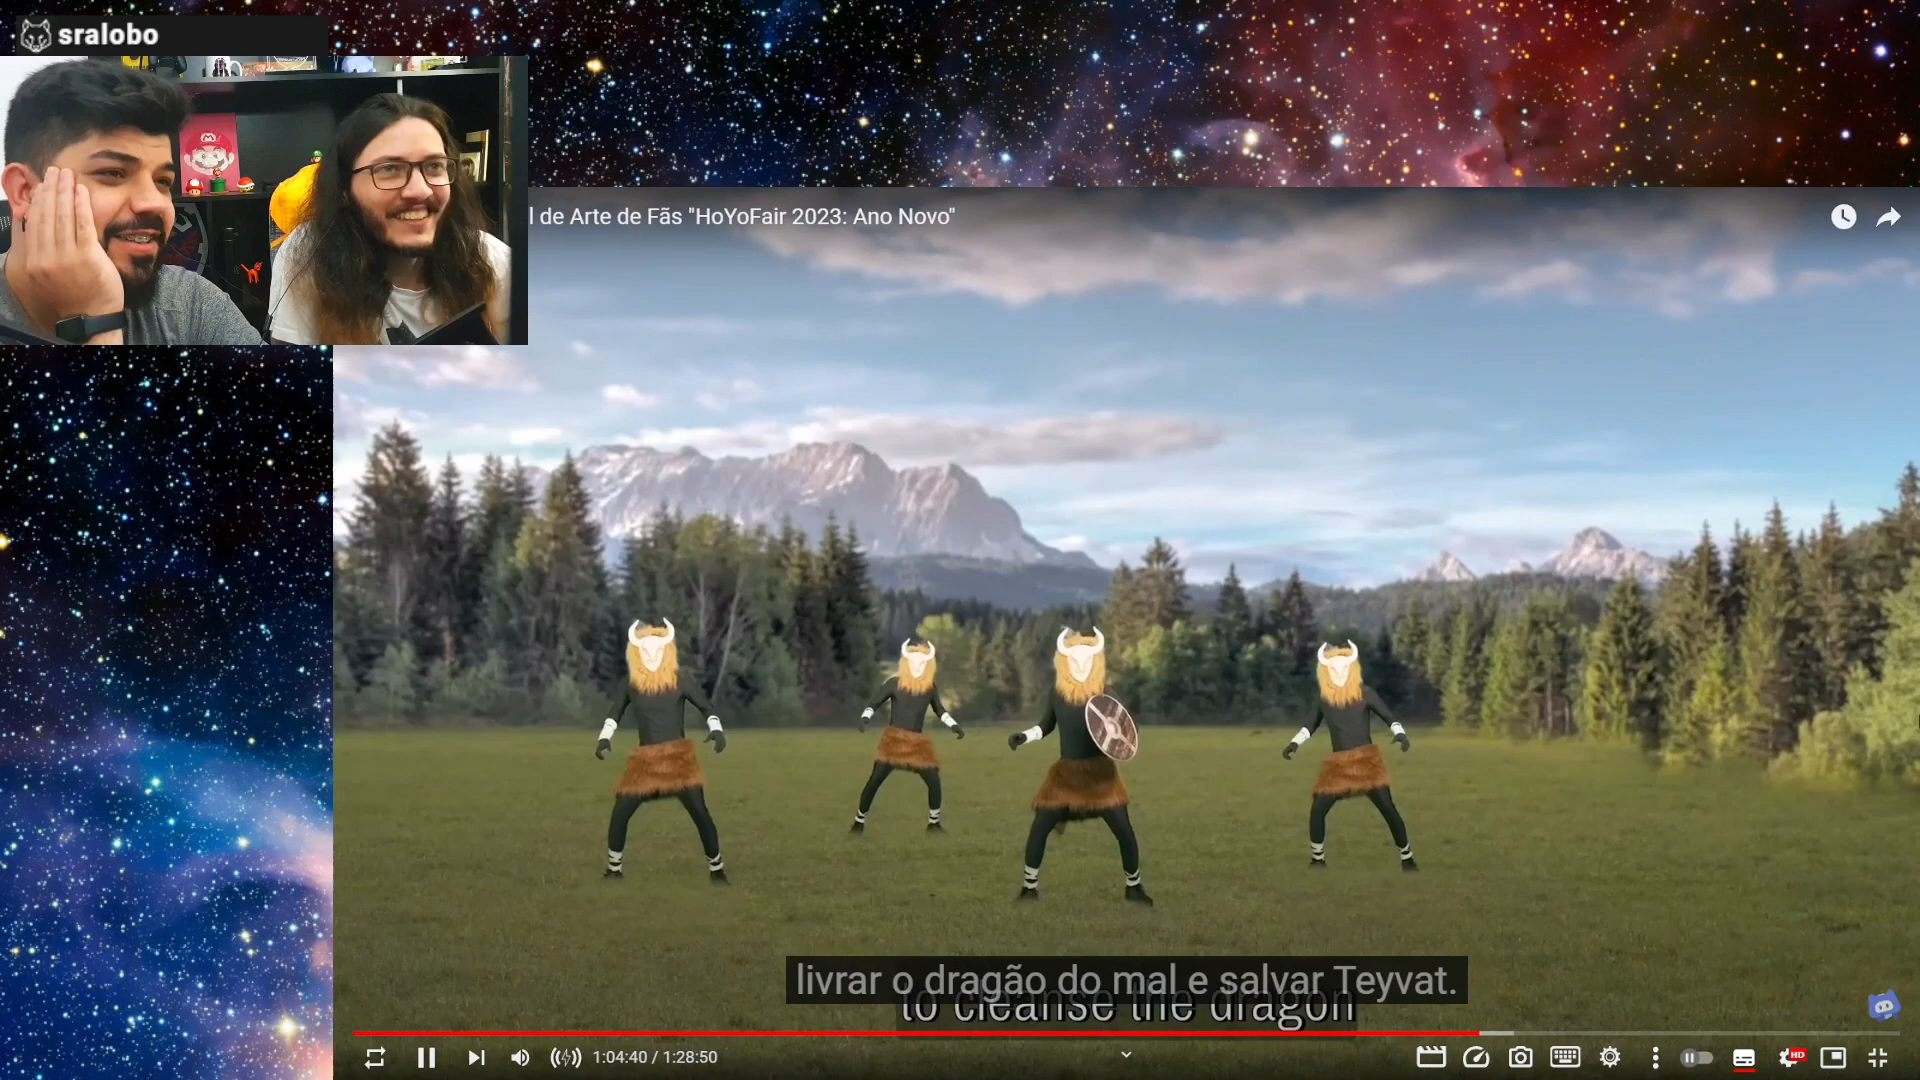 sralobo
l de Arte de Fãs "HoYoFair 2023: Ano Novo"
livrar o dragão do mal e salvar Teyvat.
to cleanse the dragon
1:04:40 / 1:28:50
HD